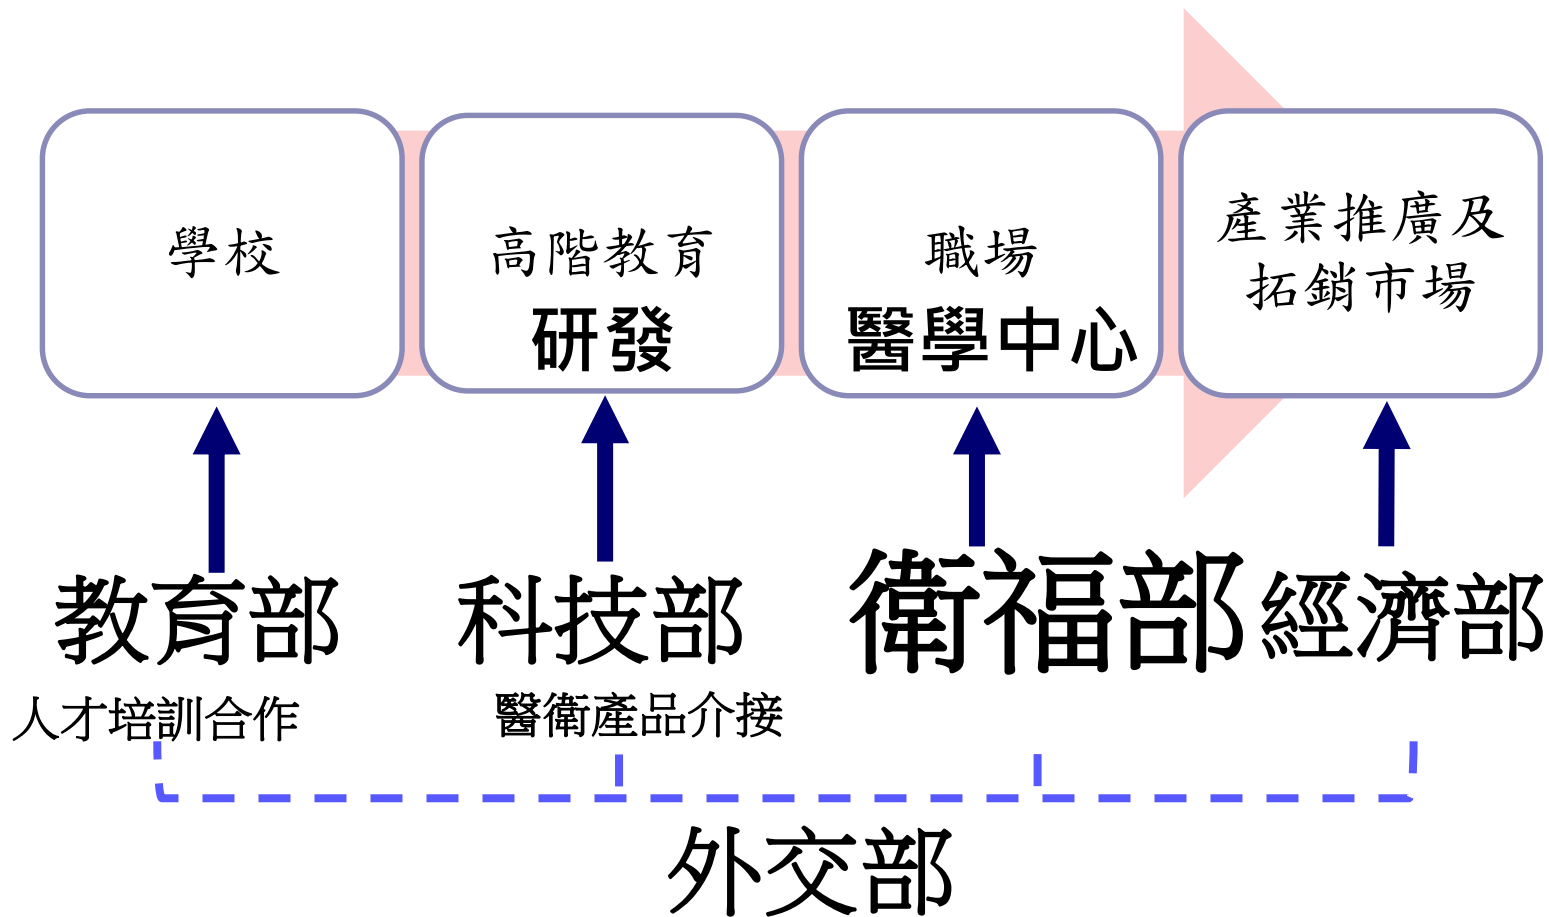 學校
高階教育
研發
職場
醫學中心
產業推廣及
拓銷市場
教育部
科技部
衛福部
經濟部
人才培訓合作
醫衛產品介接
外交部